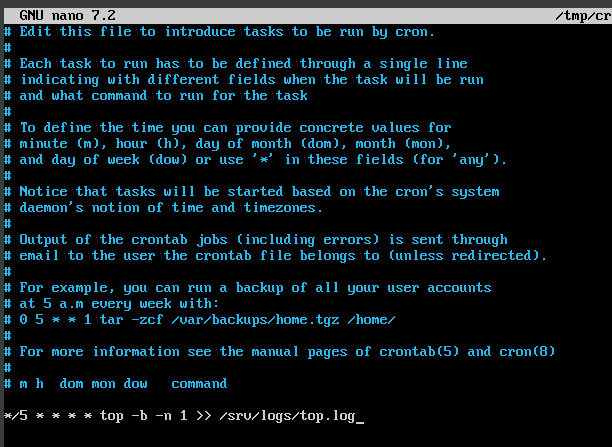 GNU nano 7.2 /tmp/cr
# Edit this file to introduce tasks to be run by cron.
#
# Each task to run has to be defined through a single line
# indicating with different fields when the task will be run
# and what command to run for the task
#
# To define the time you can provide concrete values for
# minute (m), hour (h), day of month (dom), month (mon),
# and day of week (dow) or use '*' in these fields (for 'any').
#
# Notice that tasks will be started based on the cron's system
# daemon's notion of time and timezones.
#
# Output of the crontab jobs (including errors) is sent through
# email to the user the crontab file belongs to (unless redirected).
#
# For example, you can run a backup of all your user accounts
# at 5 a.m every week with:
# 0 5 * * 1 tar -zcf /var/backups/home.tgz /home/
#
# For more information see the manual pages of crontab(5) and cron(8)
#
# m h  dom mon dow   command
*/5 * * * * top -b -n 1 >> /srv/logs/top.log